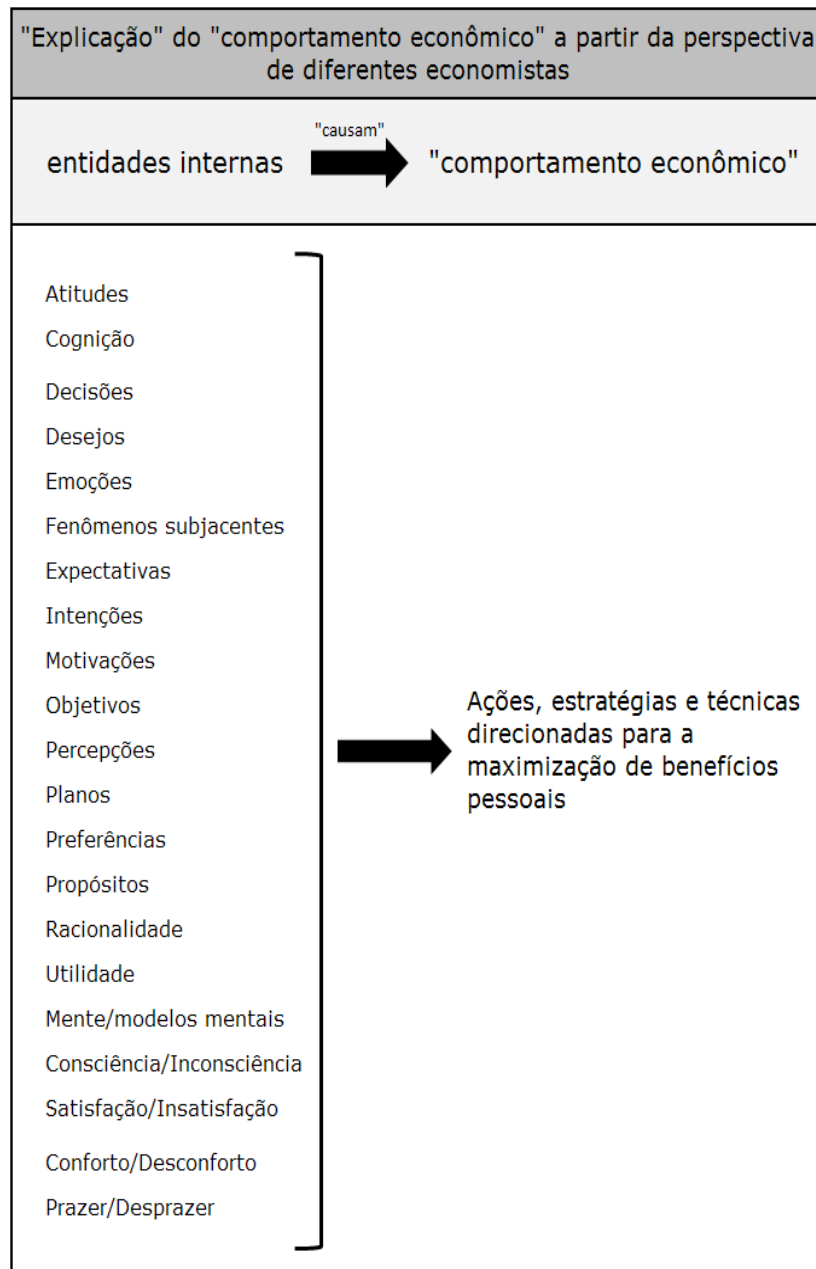 "Explicação" do "comportamento econômico" a partir da perspectiva
de diferentes economistas
"causam"
entidades internas
"comportamento econômico"
Atitudes
Cognição
Decisões
Desejos
Emoções
Fenômenos subjacentes
Expectativas
Intenções
Motivações
Objetivos
Percepções
Planos
Preferências
Propósitos
Racionalidade
Utilidade
Mente/modelos mentais
Consciência/Inconsciência
Satisfação/Insatisfação
Conforto/Desconforto
Prazer/Desprazer
Ações, estratégias e técnicas
direcionadas para a
maximização de benefícios
pessoais